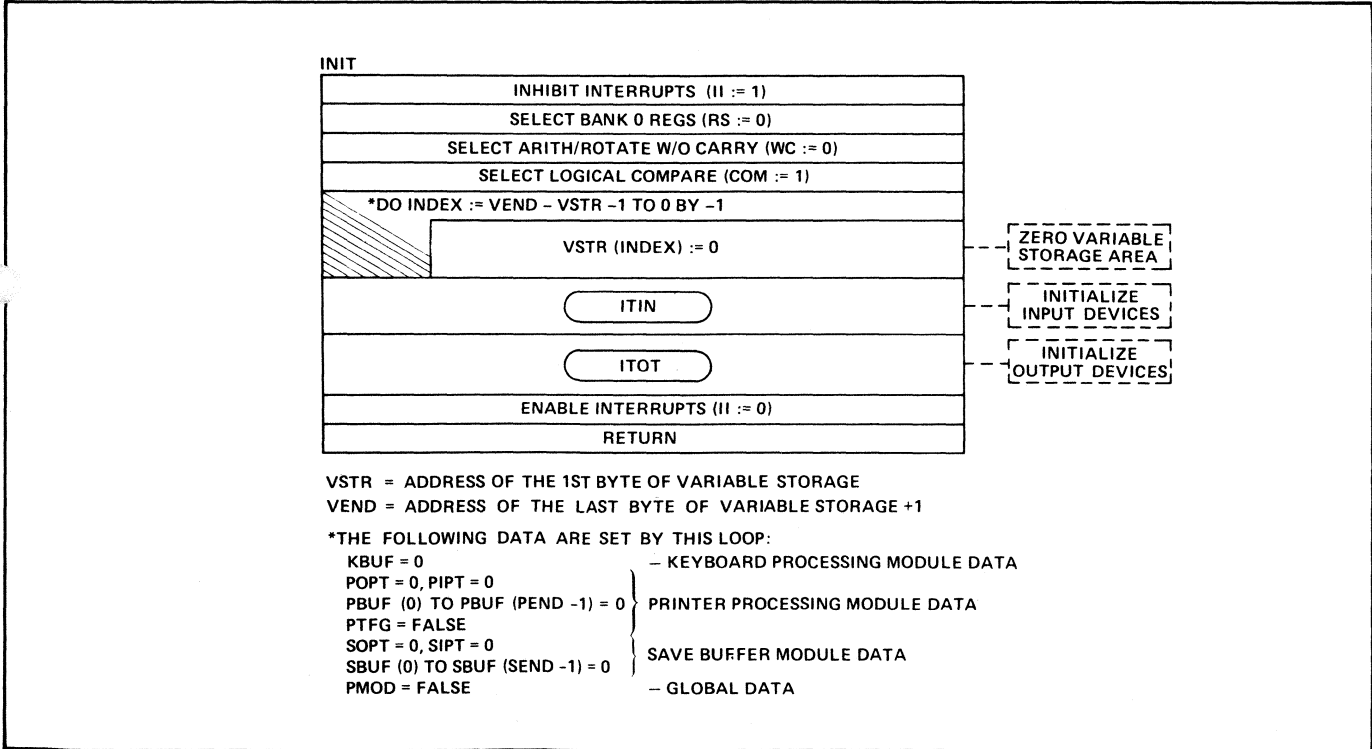 INIT
INHIBIT INTERRUPTS (II := 1)
SELECT BANK 0 REGS (RS := 0)
SELECT ARITH/ROTATE W/O CARRY (WC := 0)
SELECT LOGICAL COMPARE (COM := 1)
*DO INDEX := VEND – VSTR –1 TO 0 BY –1
VSTR (INDEX) := 0
ZERO VARIABLE
STORAGE AREA
ITIN
INITIALIZE
INPUT DEVICES
ITOT
INITIALIZE
OUTPUT DEVICES
ENABLE INTERRUPTS (II := 0)
RETURN
VSTR = ADDRESS OF THE 1ST BYTE OF VARIABLE STORAGE
VEND = ADDRESS OF THE LAST BYTE OF VARIABLE STORAGE +1
*THE FOLLOWING DATA ARE SET BY THIS LOOP:
KBUF = 0 – KEYBOARD PROCESSING MODULE DATA
POPT = 0, PIPT = 0
PBUF (0) TO PBUF (PEND -1) = 0 PRINTER PROCESSING MODULE DATA
PTFG = FALSE
SOPT = 0, SIPT = 0
SAVE BUFFER MODULE DATA
SBUF (0) TO SBUF (SEND -1) = 0
PMOD = FALSE – GLOBAL DATA